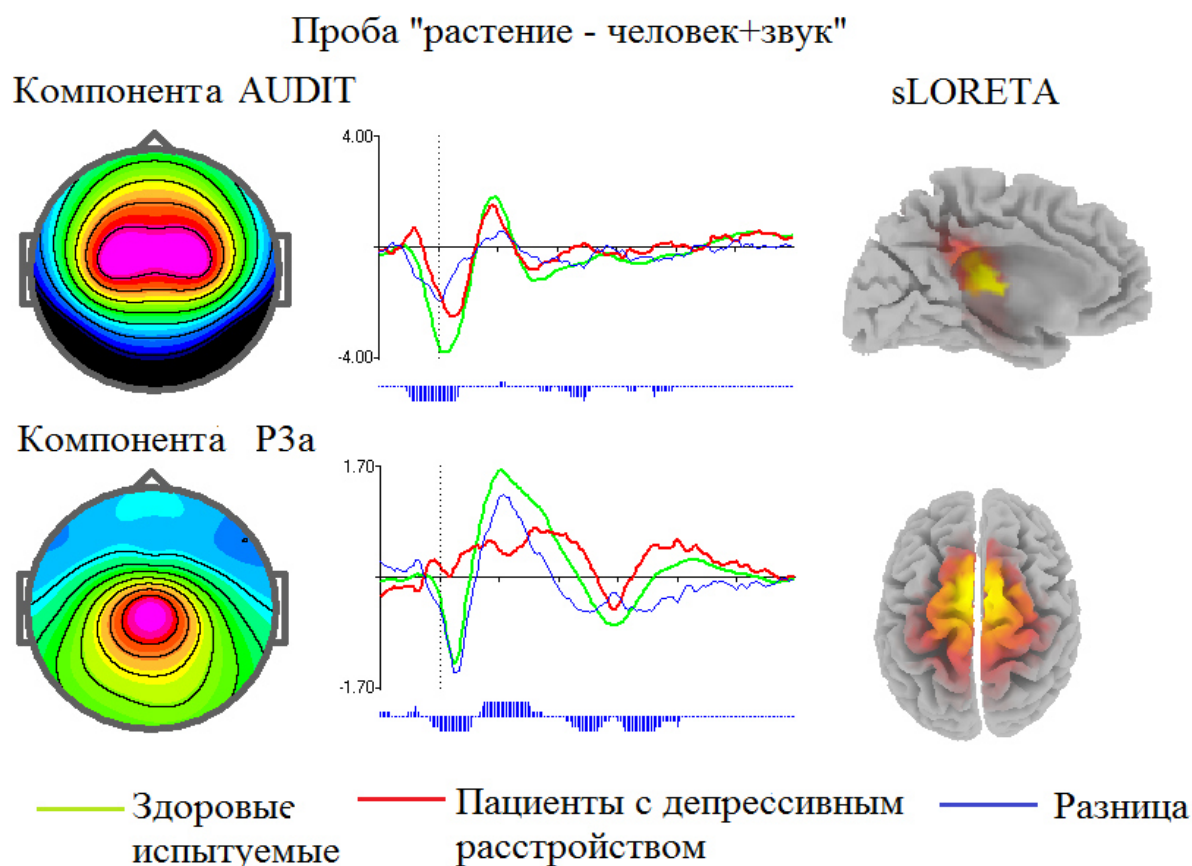 Проба "растение - человек+звук"
Компонента AUDIT
sLORETA
4.00
-4.00
Компонента P3a
1.70
-1.70
Здоровые
испытуемые
Пациенты с депрессивным
расстройством
Разница